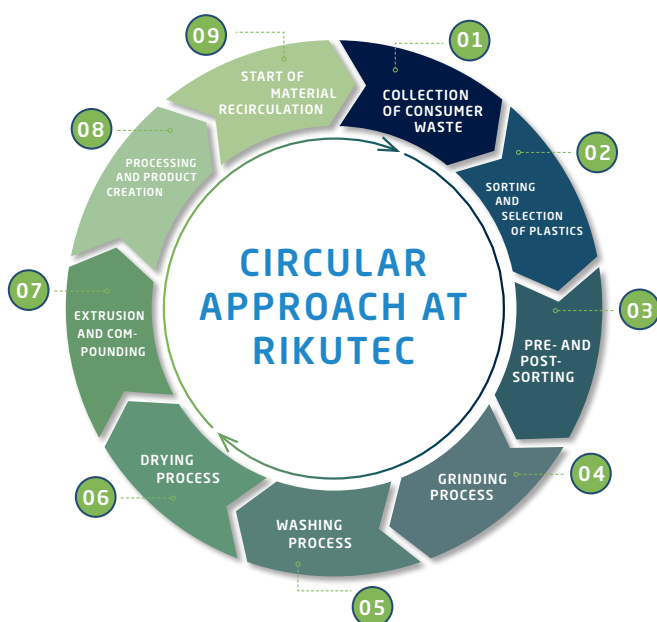 CIRCULAR
APPROACH AT
RIKUTEC
01
COLLECTION
OF CONSUMER
WASTE
02
SORTING
AND
SELECTION
OF PLASTICS
03
PRE- AND
POST-
SORTING
04
GRINDING
PROCESS
05
WASHING
PROCESS
06
DRYING
PROCESS
07
EXTRUSION
AND COM-
POUNDING
08
PROCESSING
AND PRODUCT
CREATION
09
START OF
MATERIAL
RECIRCULATION